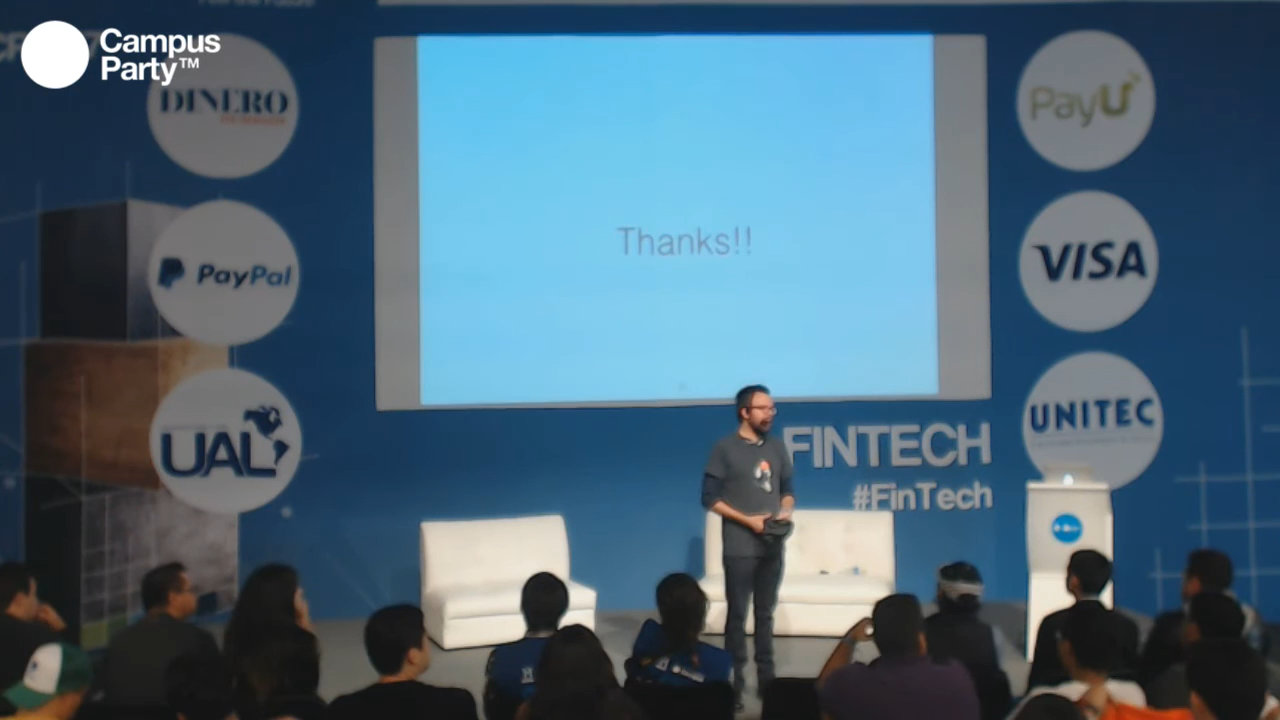 Campus
Party™
DINERO
PayPal
UAL
Thanks!!
PayU
VISA
UNITEC
FINTECH
#FinTech